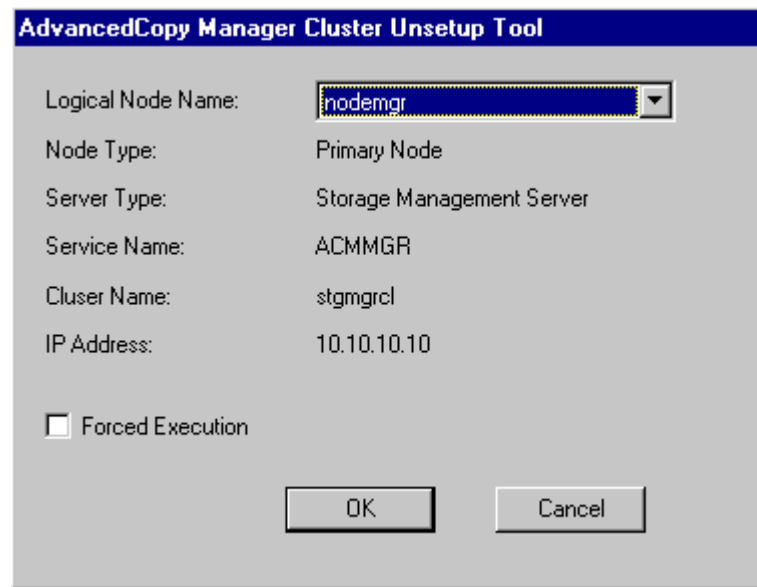 AdvancedCopy Manager Cluster Unsetup Tool
Logical Node Name: nodemgr
Node Type: Primary Node
Server Type: Storage Management Server
Service Name: ACMMGR
Cluser Name: stgmgrcl
IP Address: 10.10.10.10
Forced Execution
OK Cancel